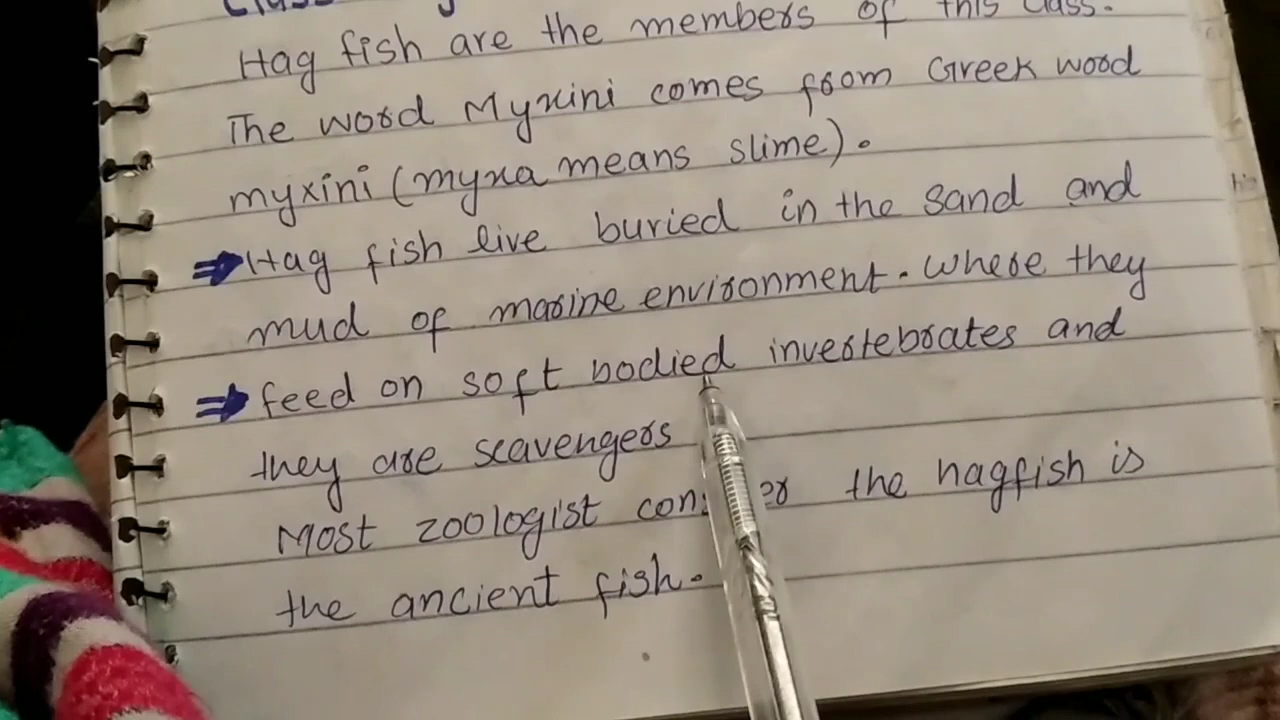 Class
Hag fish are the members of this class.
The word Myxini comes from Greek word
myxini (myxa means slime).
⇒ Hag fish live buried in the sand and
mud of marine environment. where they
⇒ feed on soft bodied invertebrates and
they are scavengers
Most zoologist the hagfish is
the ancient fish.